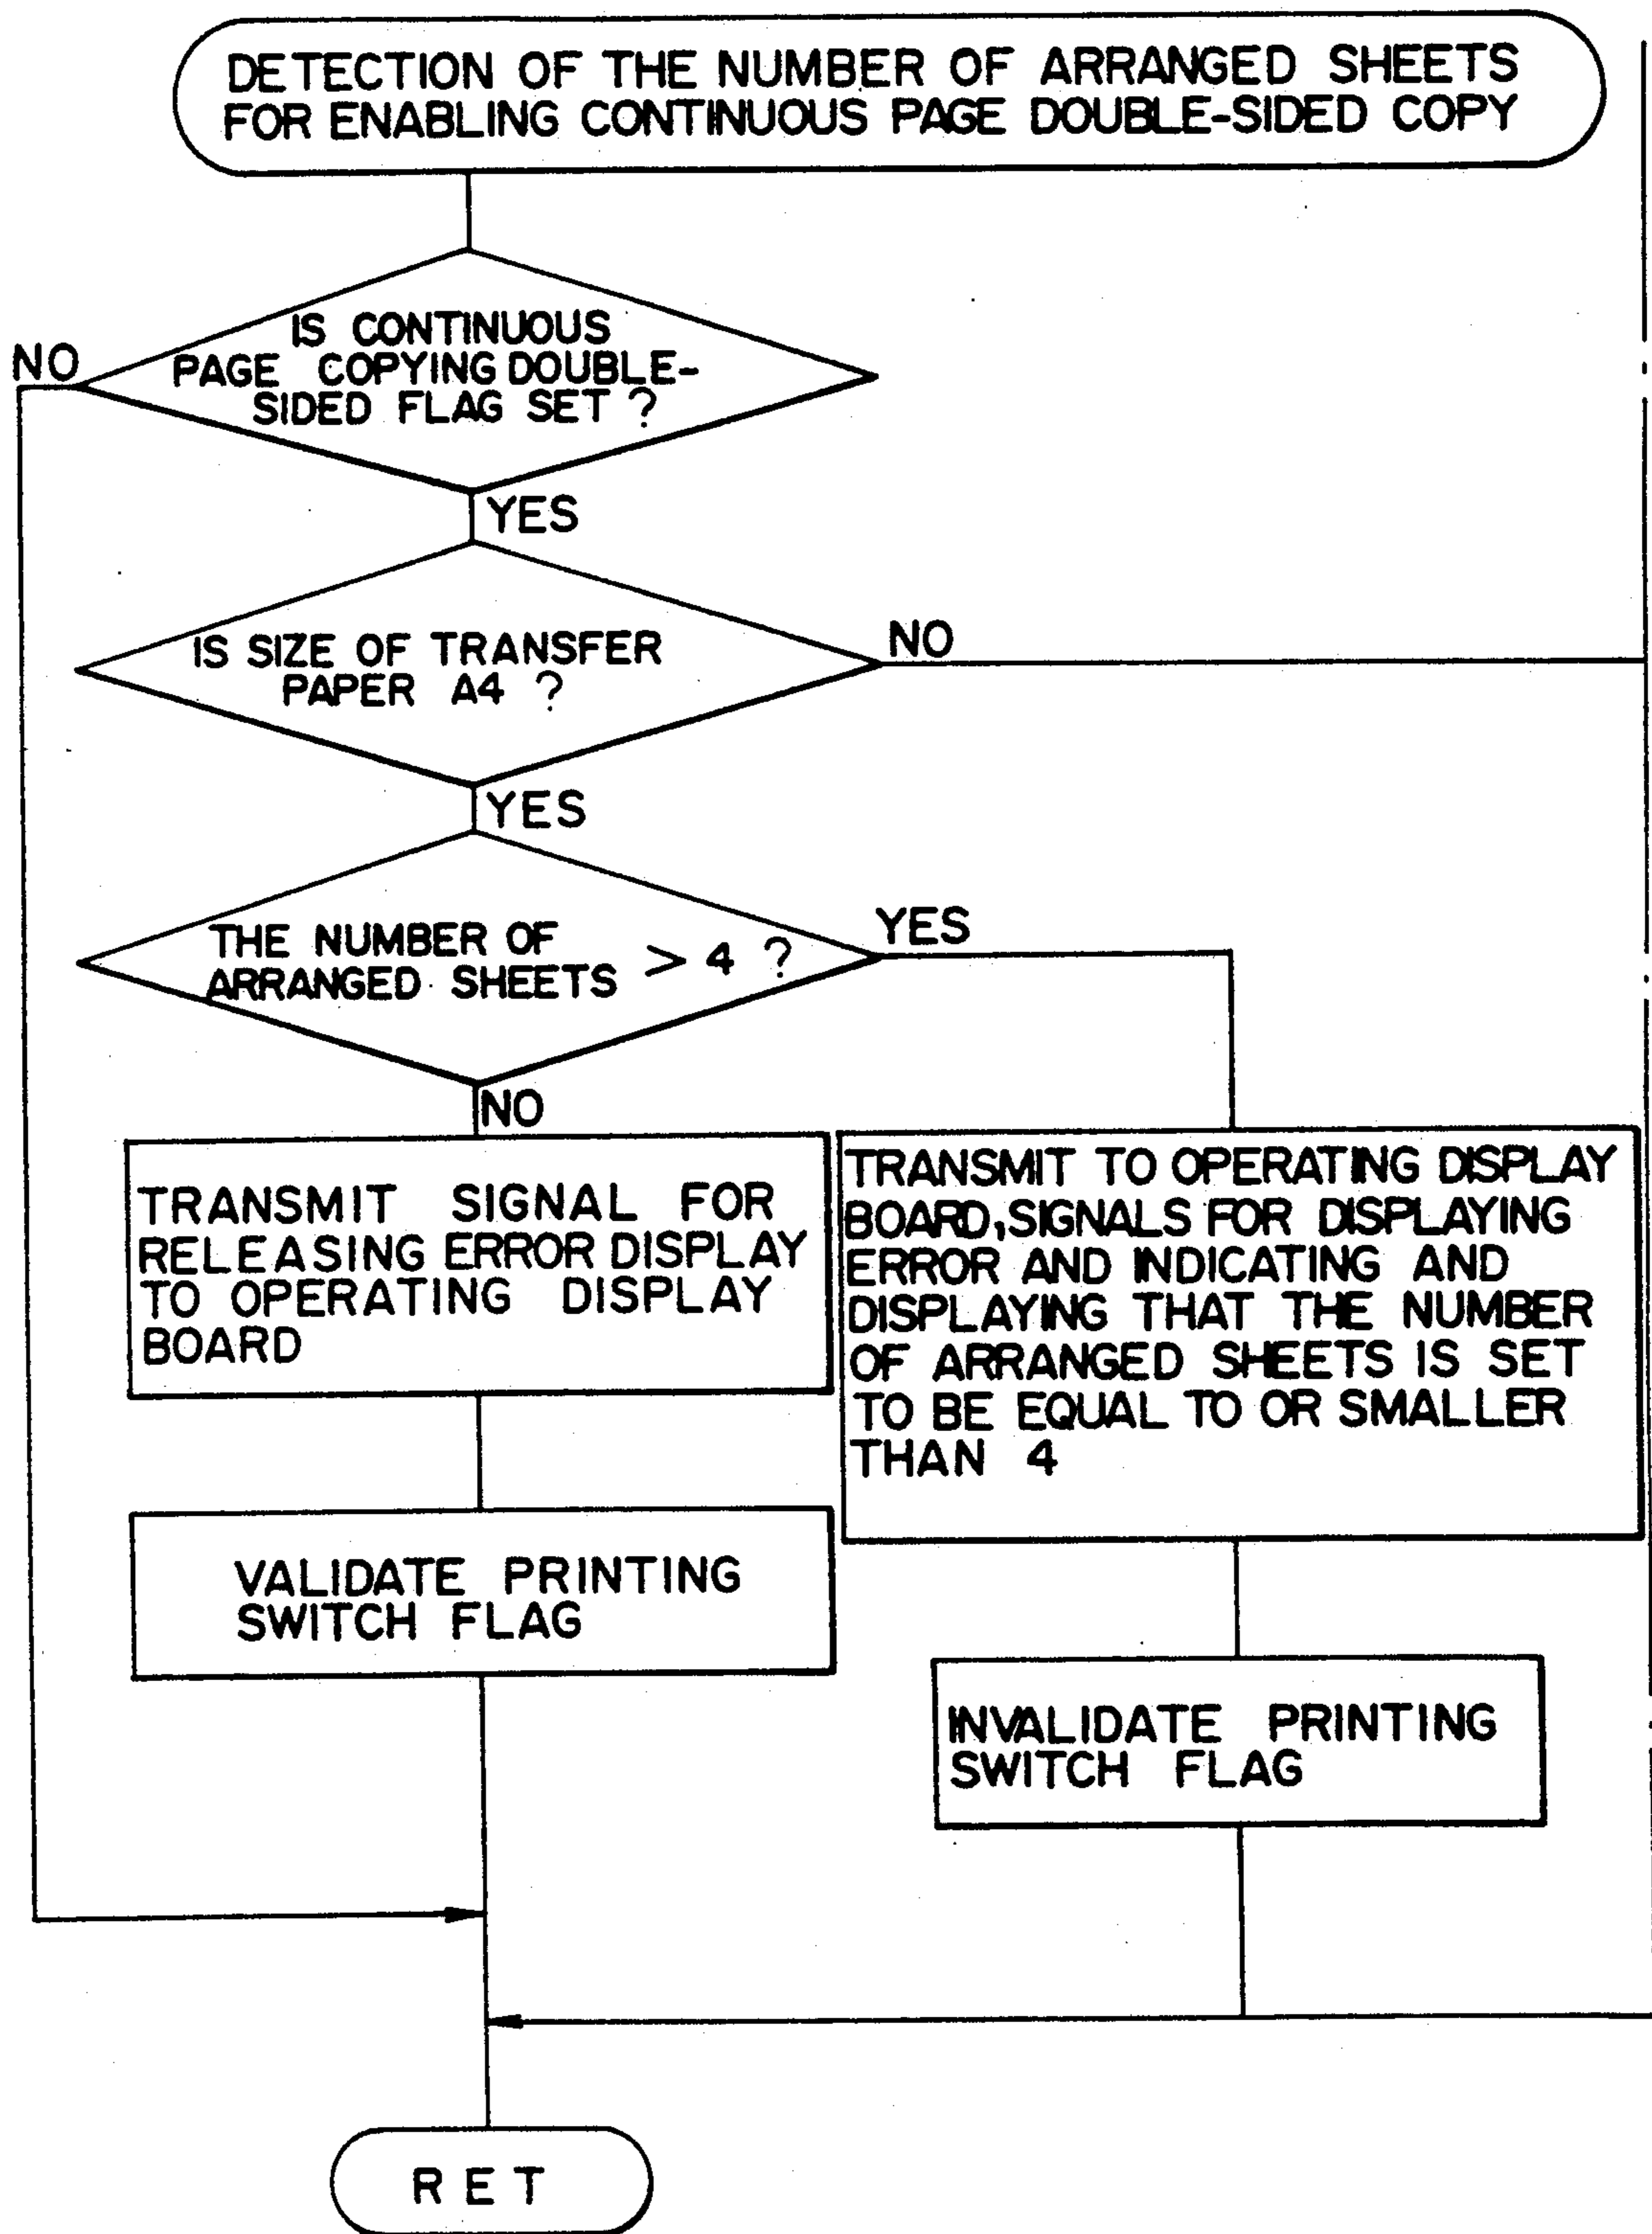 DETECTION OF THE NUMBER OF ARRANGED SHEETS
FOR ENABLING CONTINUOUS PAGE DOUBLE-SIDED COPY
IS CONTINUOUS
NO
PAGE COPYING DOUBLE-
SIDED FLAG SET ?
YES
IS SIZE OF TRANSFER
PAPER A4 ?
NO
YES
THE NUMBER OF
ARRANGED SHEETS > 4 ?
YES
NO
TRANSMIT SIGNAL FOR
RELEASING ERROR DISPLAY
TO OPERATING DISPLAY
BOARD
TRANSMIT TO OPERATING DISPLAY
BOARD, SIGNALS FOR DISPLAYING
ERROR AND INDICATING AND
DISPLAYING THAT THE NUMBER
OF ARRANGED SHEETS IS SET
TO BE EQUAL TO OR SMALLER
THAN 4
VALIDATE PRINTING
SWITCH FLAG
INVALIDATE PRINTING
SWITCH FLAG
RET